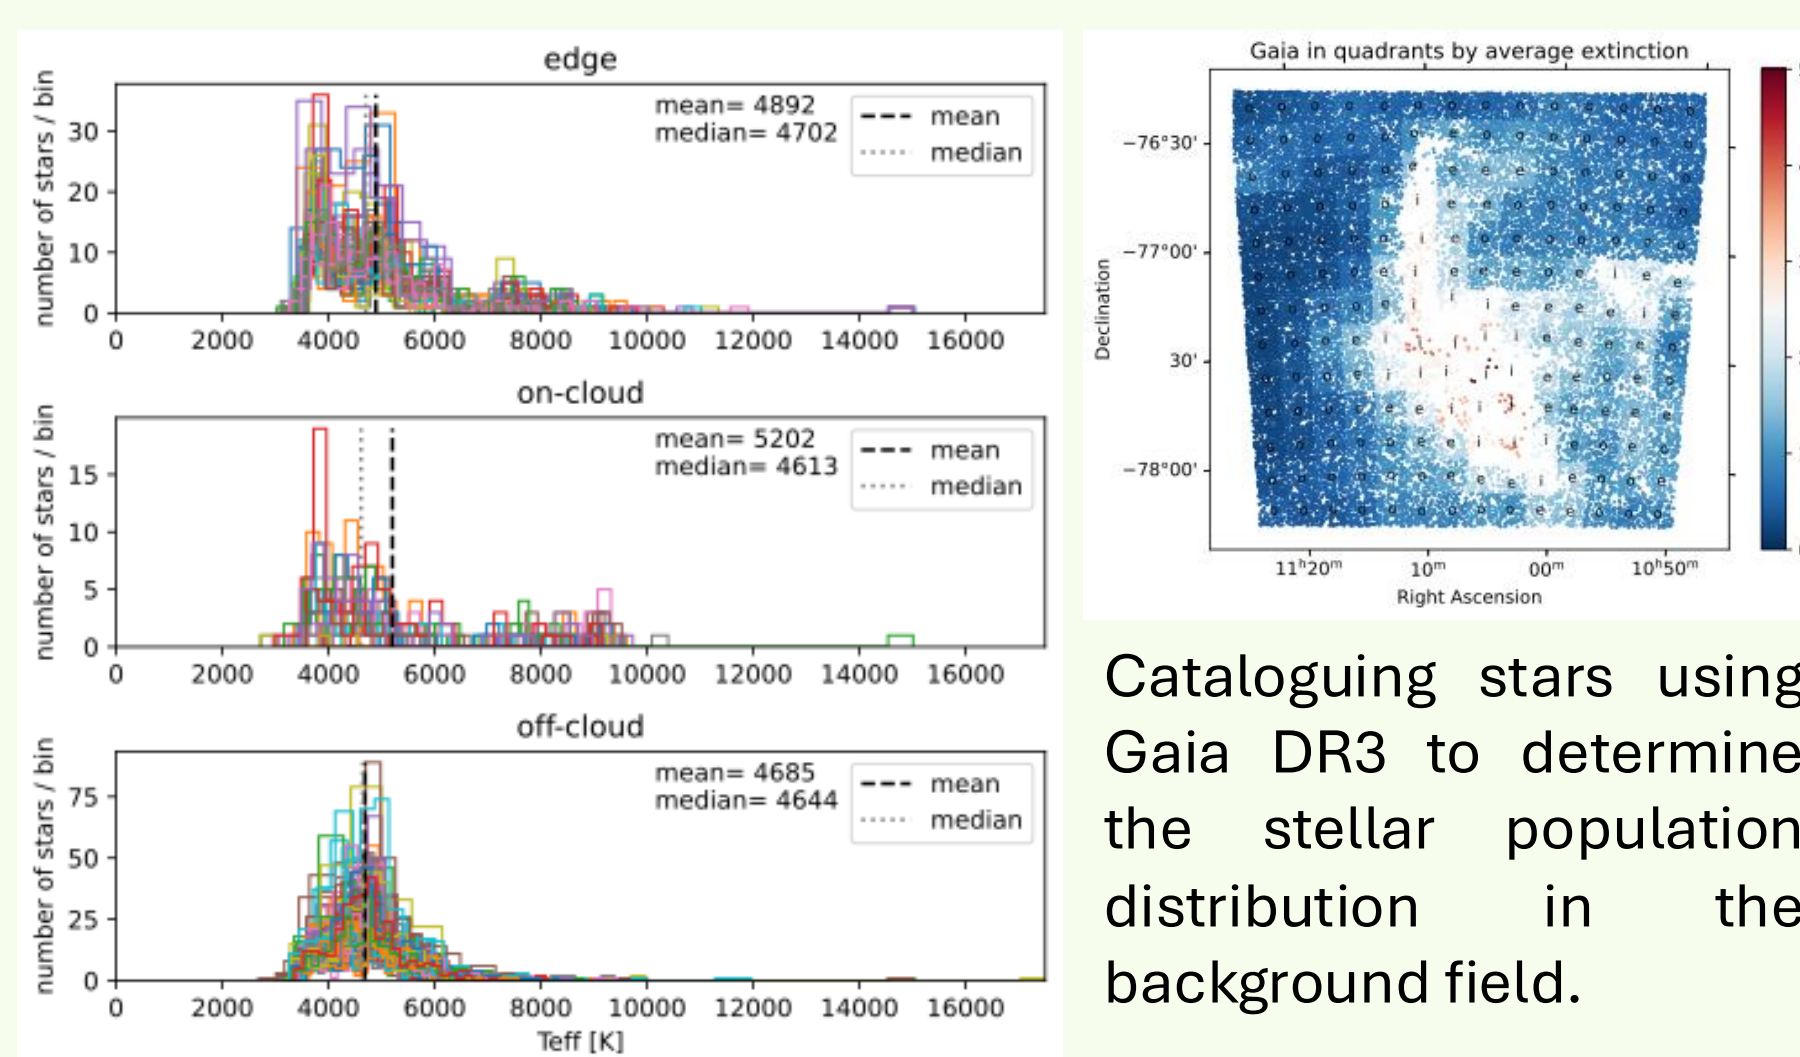 edge
number of stars / bin
30
20
10
0
mean= 4892
median= 4702
mean
median
0 2000 4000 6000 8000 10000 12000 14000 16000
on-cloud
number of stars / bin
15
10
5
0
mean= 5202
median= 4613
mean
median
0 2000 4000 6000 8000 10000 12000 14000 16000
off-cloud
number of stars / bin
75
50
25
0
mean= 4685
median= 4644
mean
median
0 2000 4000 6000 8000 10000 12000 14000 16000
Teff [K]
Gaia in quadrants by average extinction
Declination
−76°30'
−77°00'
30'
−78°00'
11ʰ20ᵐ 10ᵐ 00ᵐ 10ʰ50ᵐ
Right Ascension
Cataloguing stars using
Gaia DR3 to determine
the stellar population
distribution in the
background field.